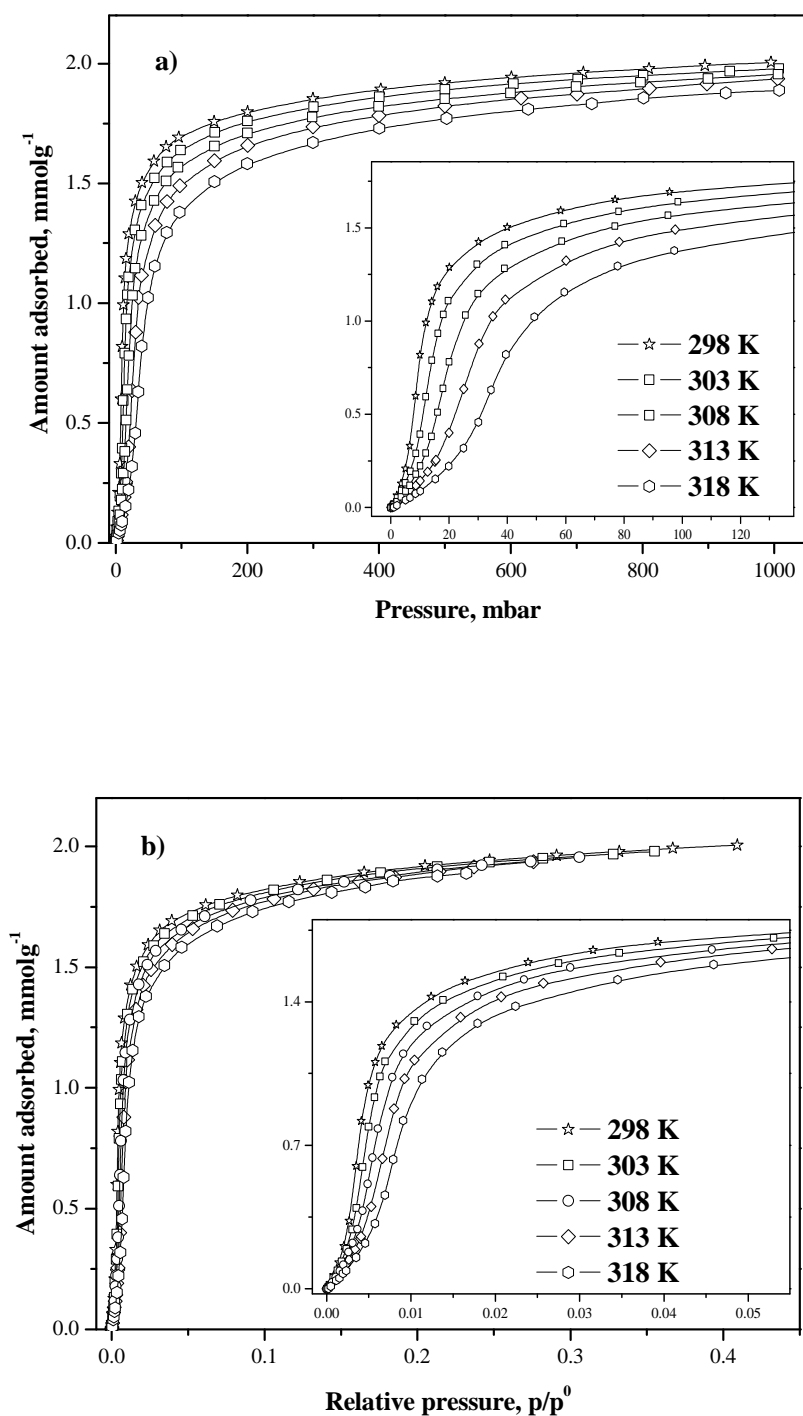 a)
2.0
1.5
1.0
0.5
0.0
Amount adsorbed, mmolg⁻¹
1.5
1.0
0.5
0.0
298 K
303 K
308 K
313 K
318 K
0 20 40 60 80 100 120
0 200 400 600 800 1000
Pressure, mbar
b)
2.0
1.5
1.0
0.5
0.0
Amount adsorbed, mmolg⁻¹
1.4
0.7
0.0
298 K
303 K
308 K
313 K
318 K
0.00 0.01 0.02 0.03 0.04 0.05
0.0 0.1 0.2 0.3 0.4
Relative pressure, p/p⁰